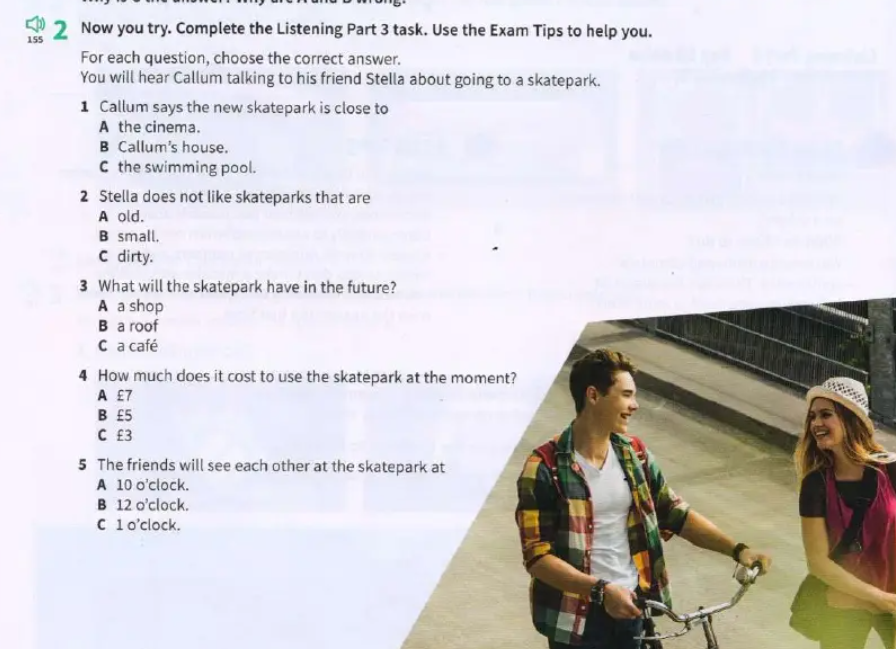 155 2 Now you try. Complete the Listening Part 3 task. Use the Exam Tips to help you.
For each question, choose the correct answer.
You will hear Callum talking to his friend Stella about going to a skatepark.
1 Callum says the new skatepark is close to
A the cinema.
B Callum's house.
C the swimming pool.
2 Stella does not like skateparks that are
A old.
B small.
C dirty.
3 What will the skatepark have in the future?
A a shop
B a roof
C a café
4 How much does it cost to use the skatepark at the moment?
A £7
B £5
C £3
5 The friends will see each other at the skatepark at
A 10 o'clock.
B 12 o'clock.
C 1 o'clock.